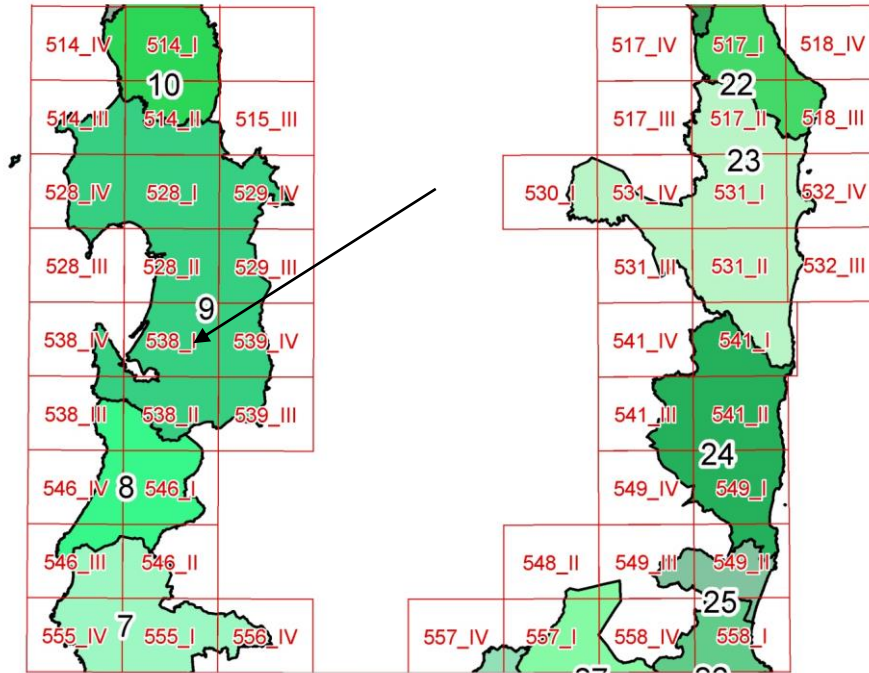 514_IV 514_I 517_IV 517_I 518_IV
10 22
514_III 514_II 515_III 517_III 517_II 518_III
23
528_IV 528_I 529_IV 530_I 531_IV 531_I 532_IV
528_III 528_II 529_III 531_III 531_II 532_III
9
538_IV 538_I 539_IV 541_IV 541_I
538_III 538_II 539_III 541_III 541_II
24
546_IV 8 546_I 549_IV 549_I
546_III 546_II 548_II 549_III 549_II
25
7
555_IV 555_I 556_IV 557_IV 557_I 558_IV 558_I